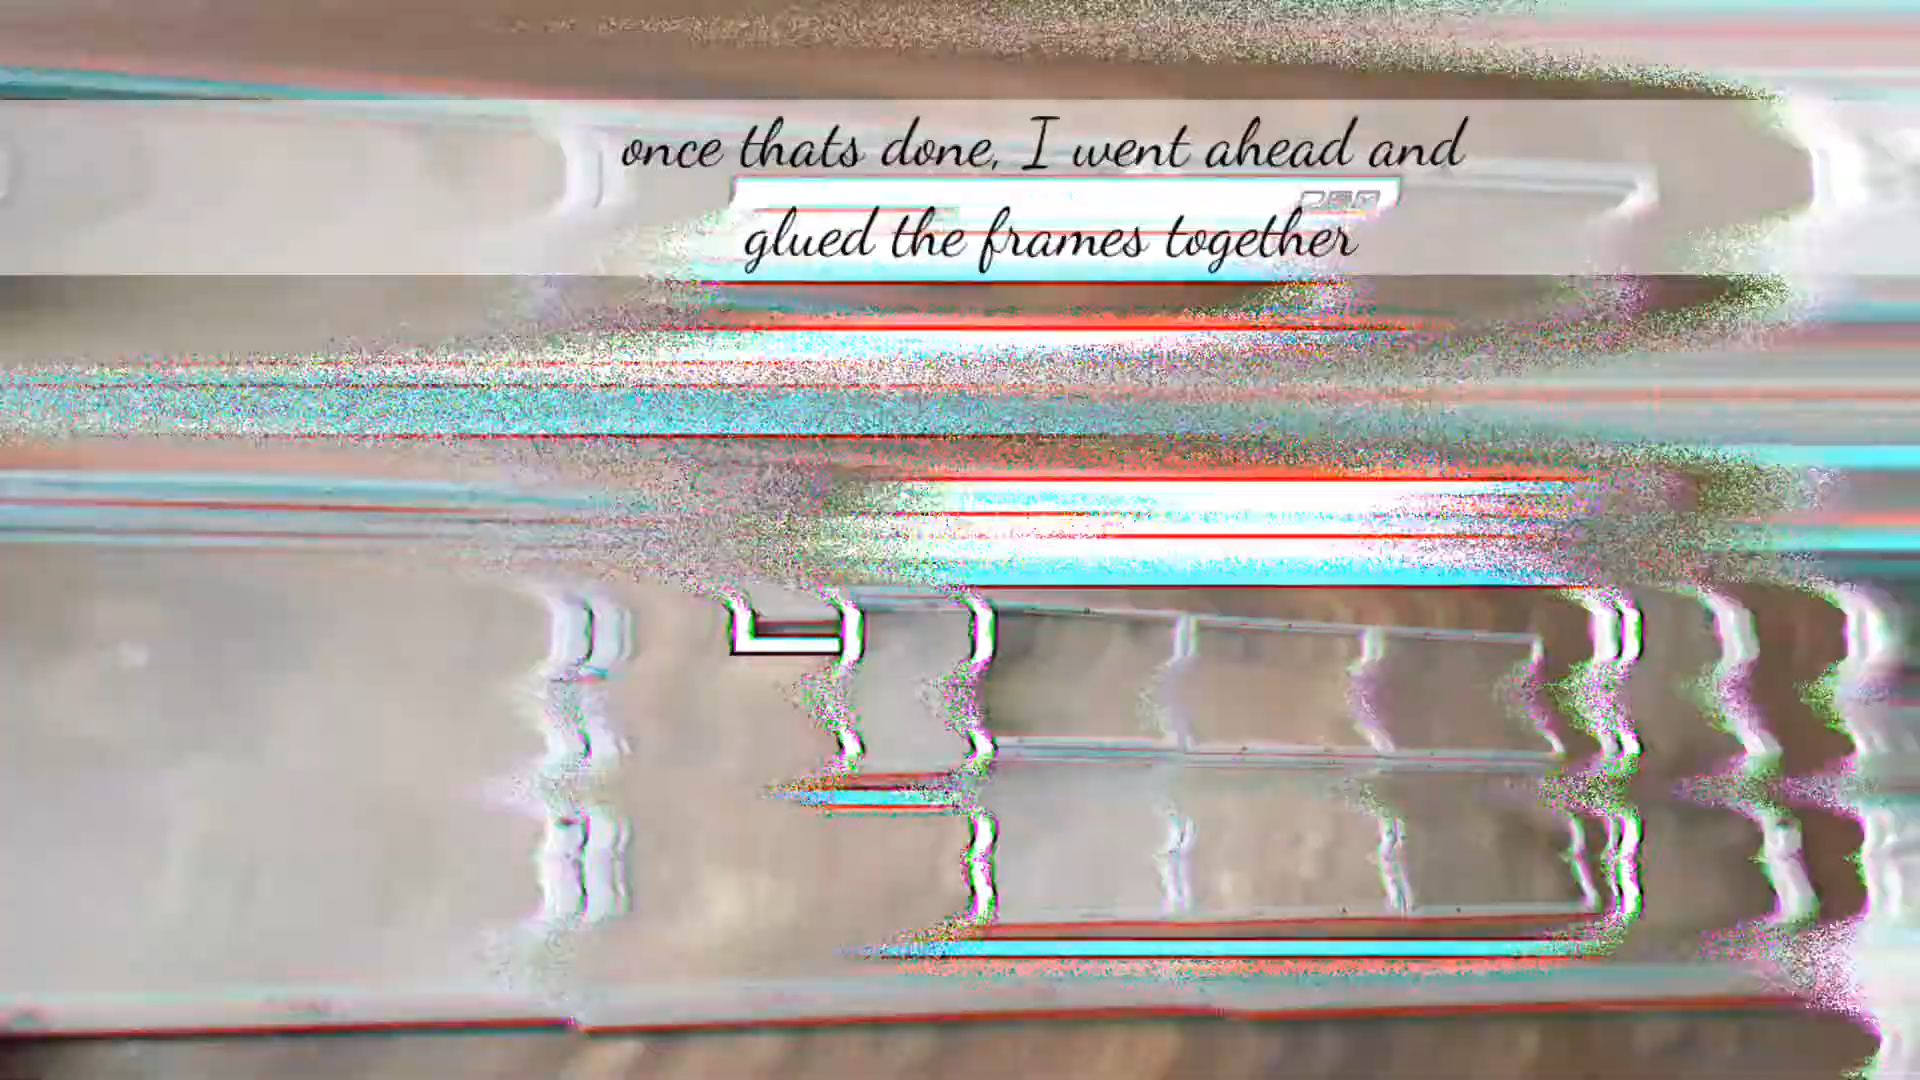 once thats done, I went ahead and
glued the frames together